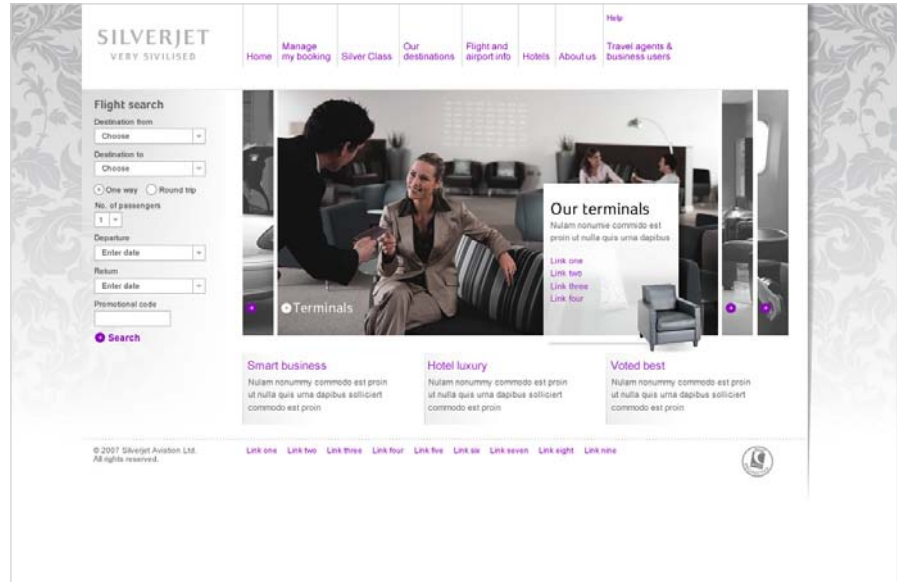 SILVERJET
VERY SIVILISED
Help
Home
Manage
my booking
Silver Class
Our
destinations
Flight and
airport info
Hotels
About us
Travel agents &
business users
Flight search
Destination from
Choose
Destination to
Choose
One way
Round trip
No. of passengers
1
Departure
Enter date
Return
Enter date
Promotional code
Search
Terminals
Our terminals
Nulam nonumie commido est
proin ut nulla quis urna dapibus
Link one
Link two
Link three
Link four
Smart business
Nulam nonummy commodo est proin
ut nulla quis urna dapibus solliciert
commodo est proin
Hotel luxury
Nulam nonummy commodo est proin
ut nulla quis urna dapibus solliciert
commodo est proin
Voted best
Nulam nonummy commodo est proin
ut nulla quis urna dapibus solliciert
commodo est proin
© 2007 Silverjet Aviation Ltd.
All rights reserved.
Link one Link two Link three Link four Link five Link six Link seven Link eight Link nine